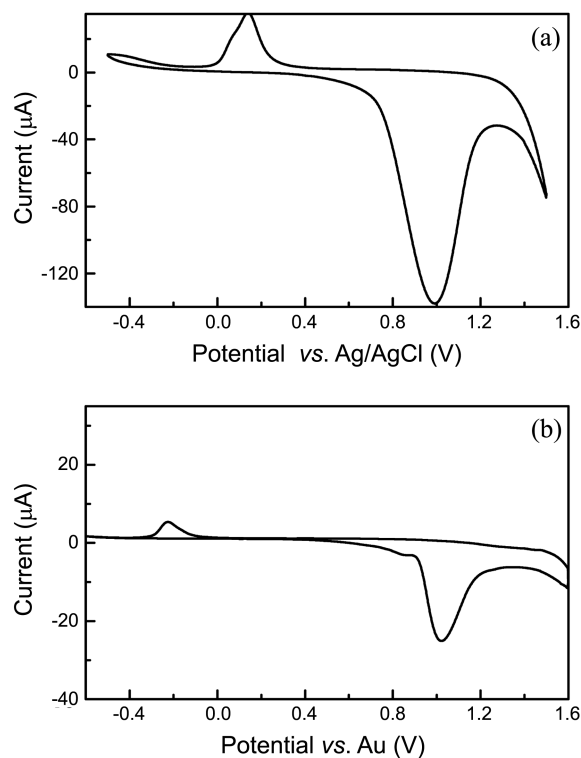 (a)
0
-40
-80
-120
Current (μA)
-0.4 0.0 0.4 0.8 1.2 1.6
Potential vs. Ag/AgCl (V)
(b)
20
0
-20
-40
Current (μA)
-0.4 0.0 0.4 0.8 1.2 1.6
Potential vs. Au (V)